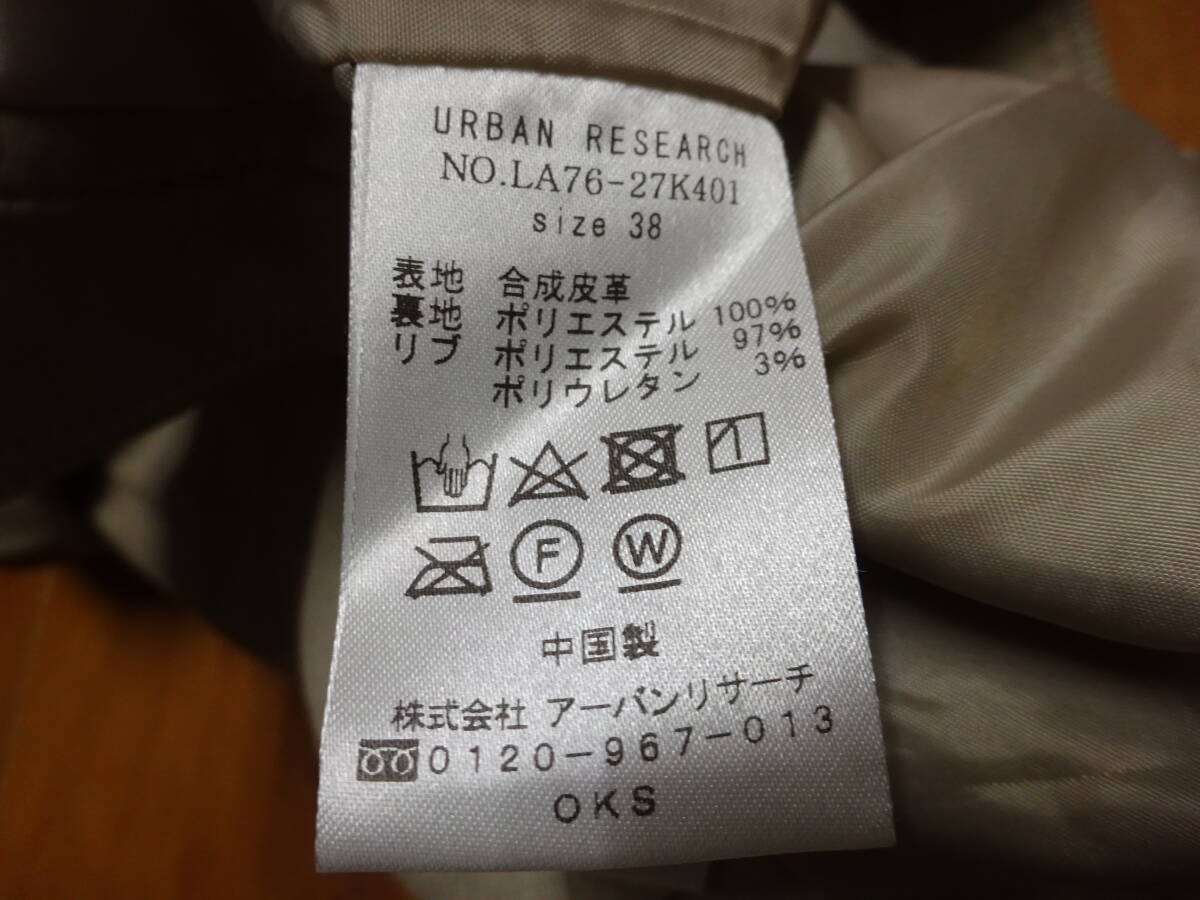 URBAN RESEARCH
NO.LA76-27K401
size 38
表地 合成皮革
裏地 ポリエステル 100%
リブ ポリエステル 97%
ポリウレタン 3%
F W
中国製
株式会社 アーバンリサーチ
0120-967-013
OKS